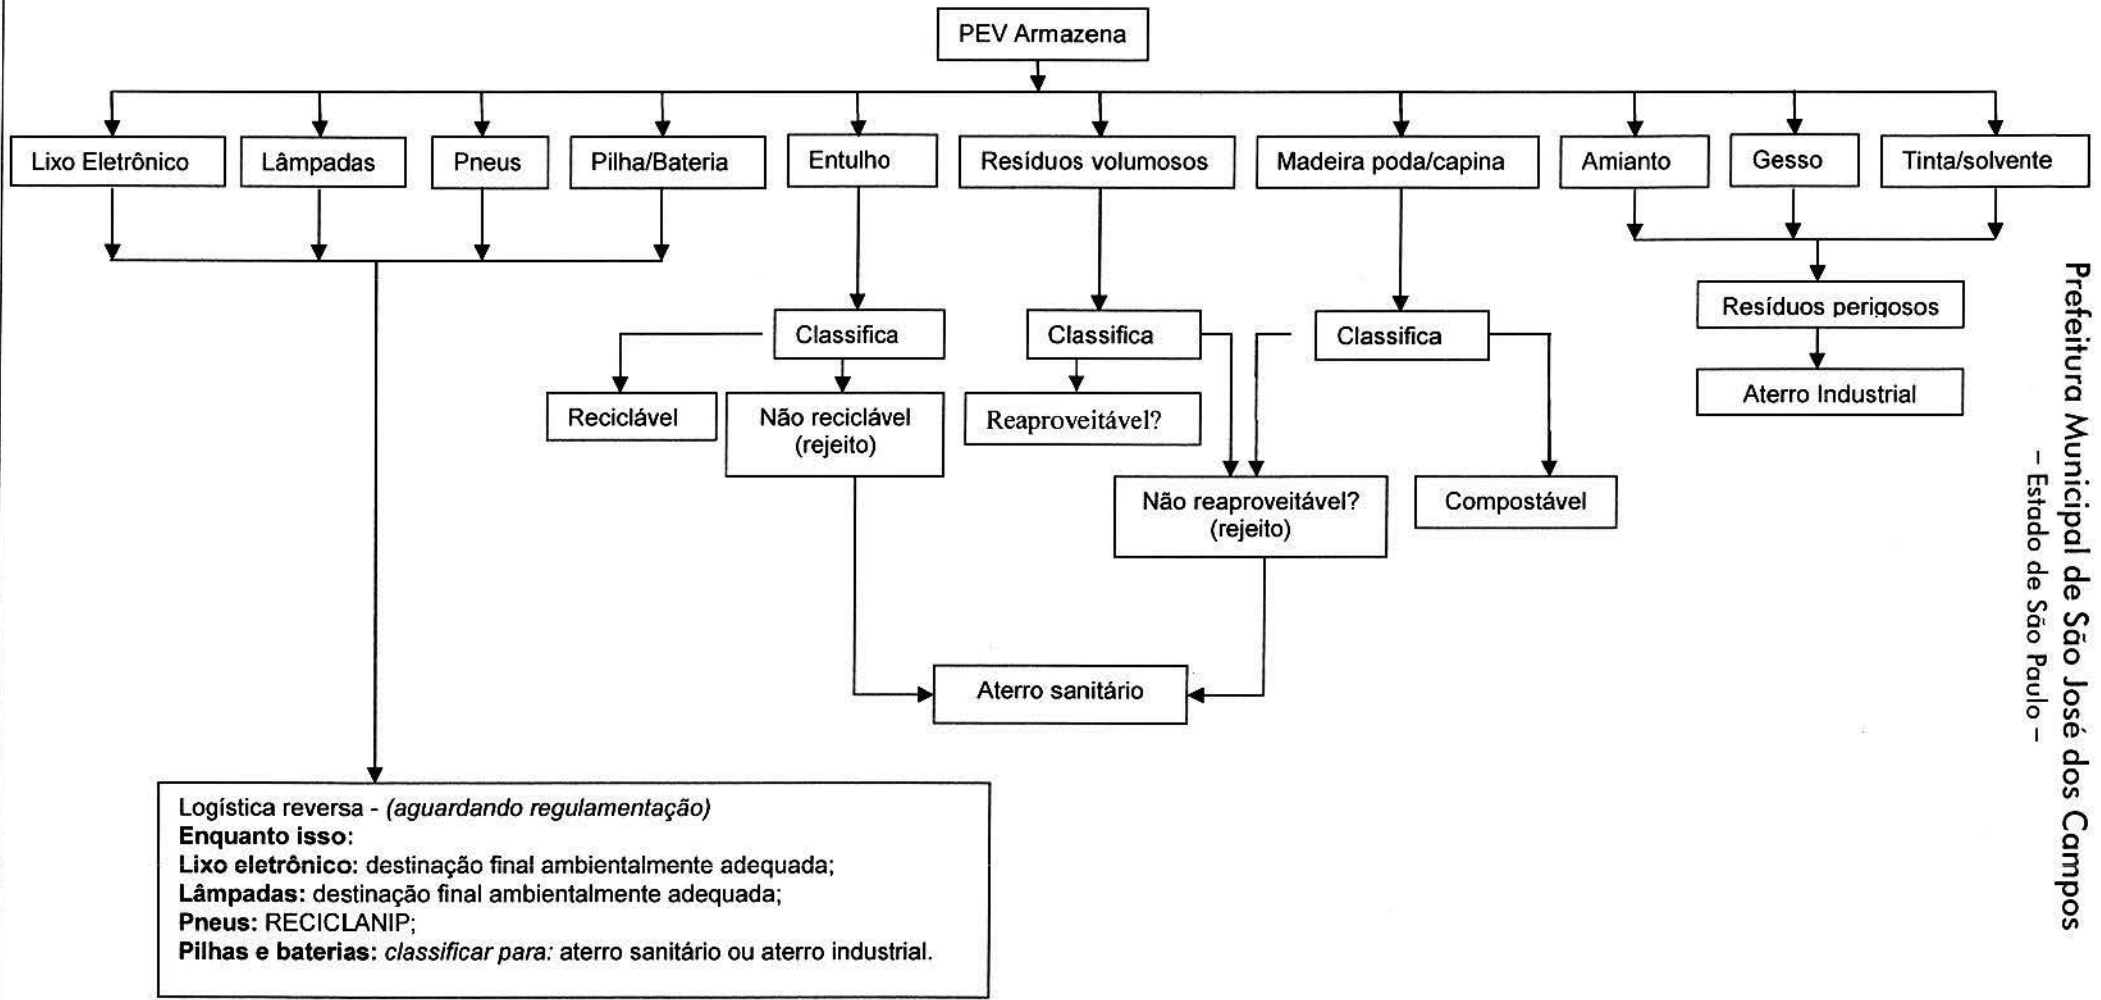 PEV Armazena
Lixo Eletrônico
Lâmpadas
Pneus
Pilha/Bateria
Entulho
Resíduos volumosos
Madeira poda/capina
Amianto
Gesso
Tinta/solvente
Classifica
Classifica
Classifica
Resíduos perigosos
Reciclável
Não reciclável
(rejeito)
Reaproveitável?
Aterro Industrial
Não reaproveitável?
(rejeito)
Compostável
Aterro sanitário
Logística reversa - (aguardando regulamentação)
Enquanto isso:
Lixo eletrônico: destinação final ambientalmente adequada;
Lâmpadas: destinação final ambientalmente adequada;
Pneus: RECICLANIP;
Pilhas e baterias: classificar para: aterro sanitário ou aterro industrial.
Prefeitura Municipal de São José dos Campos
– Estado de São Paulo –